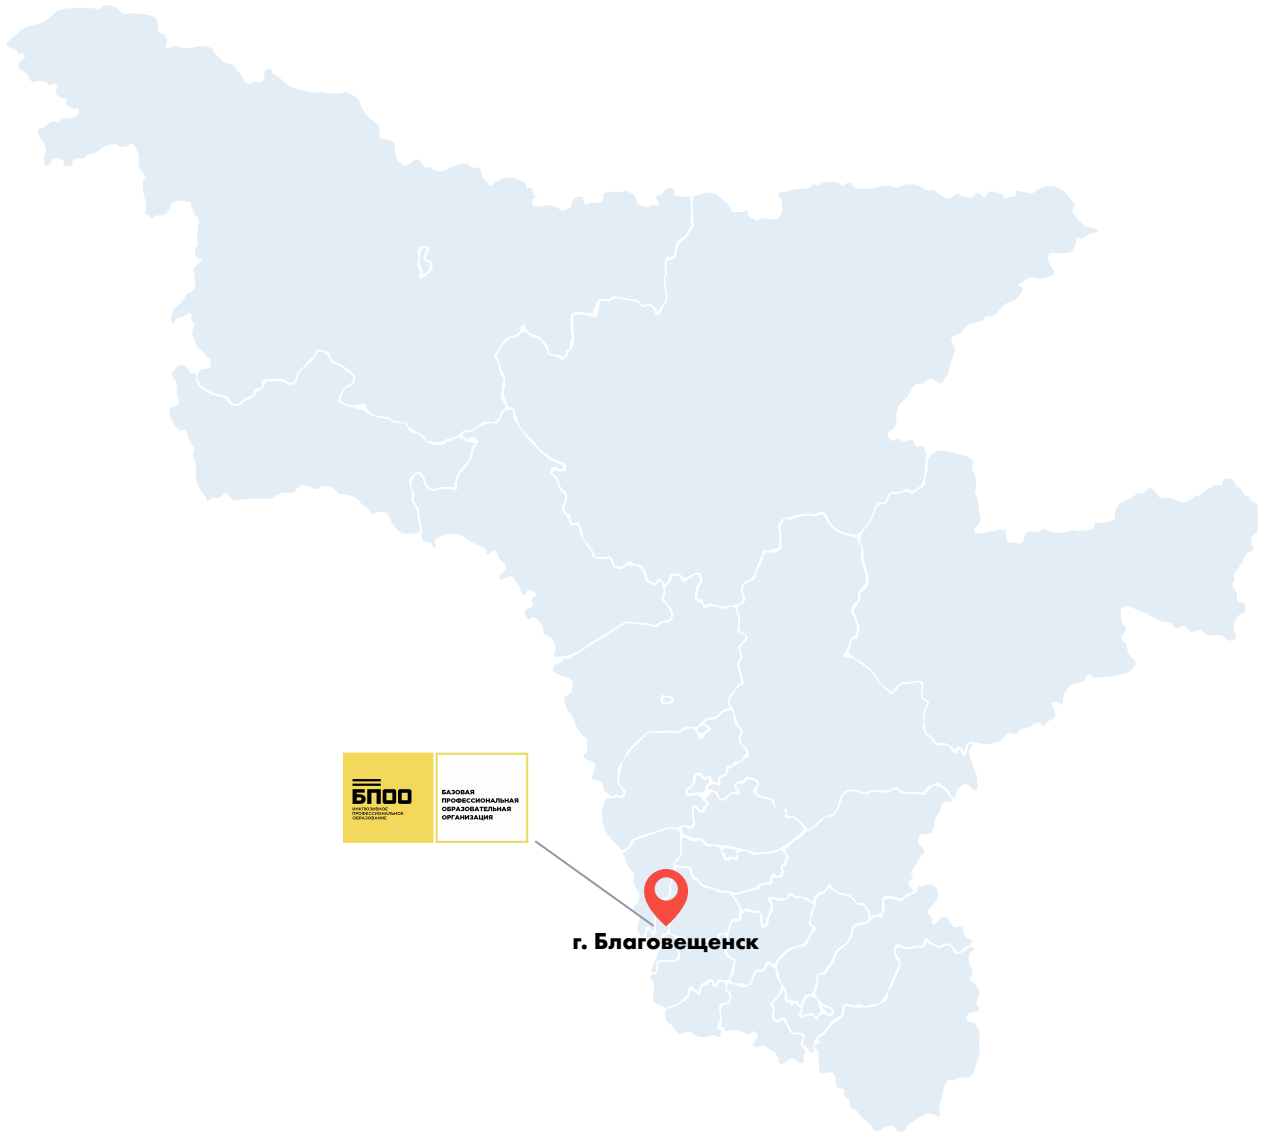 БПОО
ИНКЛЮЗИВНОЕ
ПРОФЕССИОНАЛЬНОЕ
ОБРАЗОВАНИЕ
БАЗОВАЯ
ПРОФЕССИОНАЛЬНАЯ
ОБРАЗОВАТЕЛЬНАЯ
ОРГАНИЗАЦИЯ
г. Благовещенск